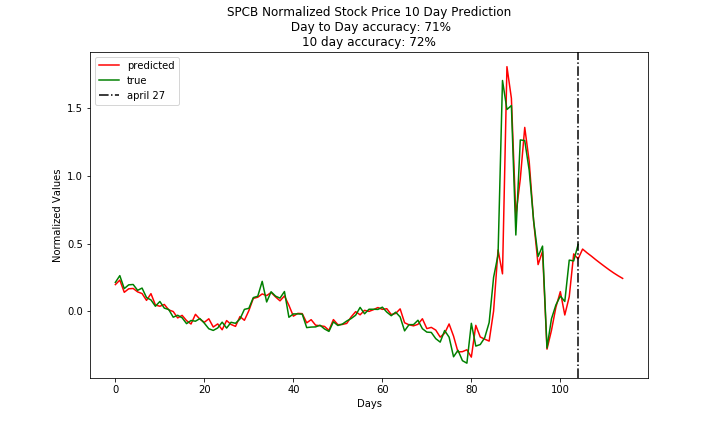 SPCB Normalized Stock Price 10 Day Prediction
Day to Day accuracy: 71%
10 day accuracy: 72%
predicted
true
april 27
1.5
1.0
0.5
0.0
Normalized Values
0 20 40 60 80 100
Days